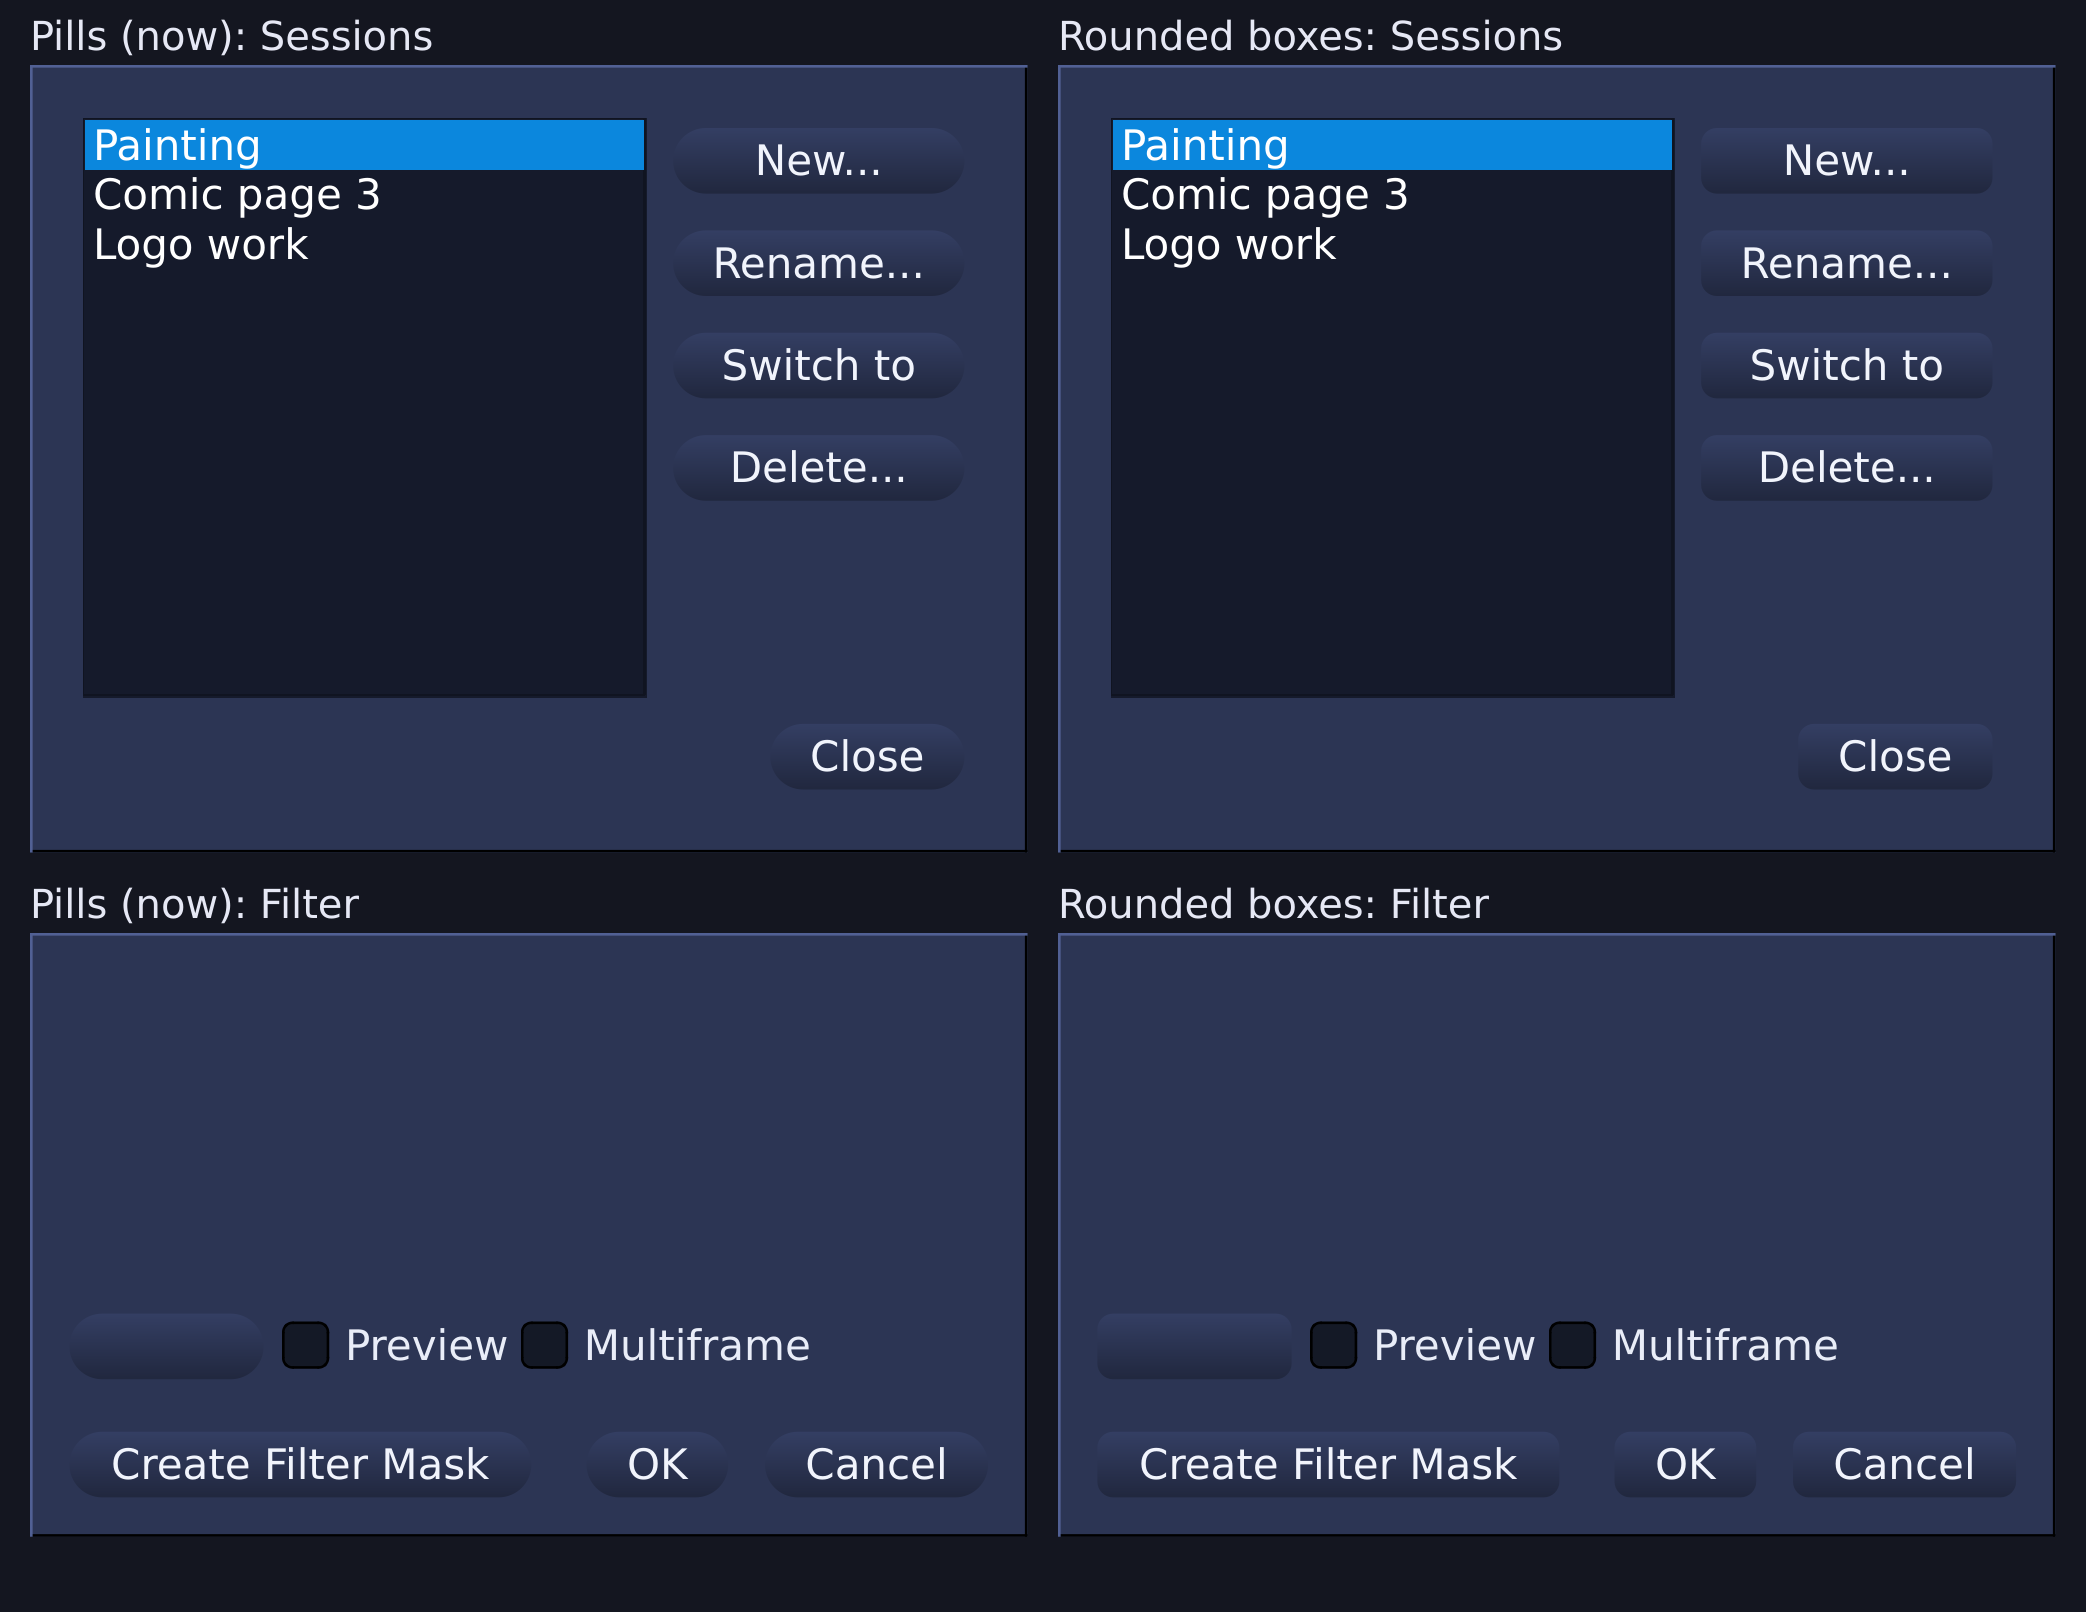 Pills (now): Sessions
Painting
Comic page 3
Logo work
New...
Rename...
Switch to
Delete...
Close
Rounded boxes: Sessions
Painting
Comic page 3
Logo work
New...
Rename...
Switch to
Delete...
Close
Pills (now): Filter
Preview Multiframe
Create Filter Mask OK Cancel
Rounded boxes: Filter
Preview Multiframe
Create Filter Mask OK Cancel